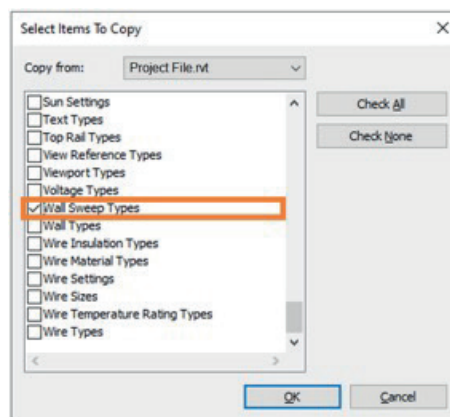 Select Items To Copy
Copy from: Project File.rvt
Sun Settings
Text Types
Top Rail Types
View Reference Types
Viewport Types
Voltage Types
Wall Sweep Types
Wall Types
Wire Insulation Types
Wire Material Types
Wire Settings
Wire Sizes
Wire Temperature Rating Types
Wire Types
Check All
Check None
OK
Cancel